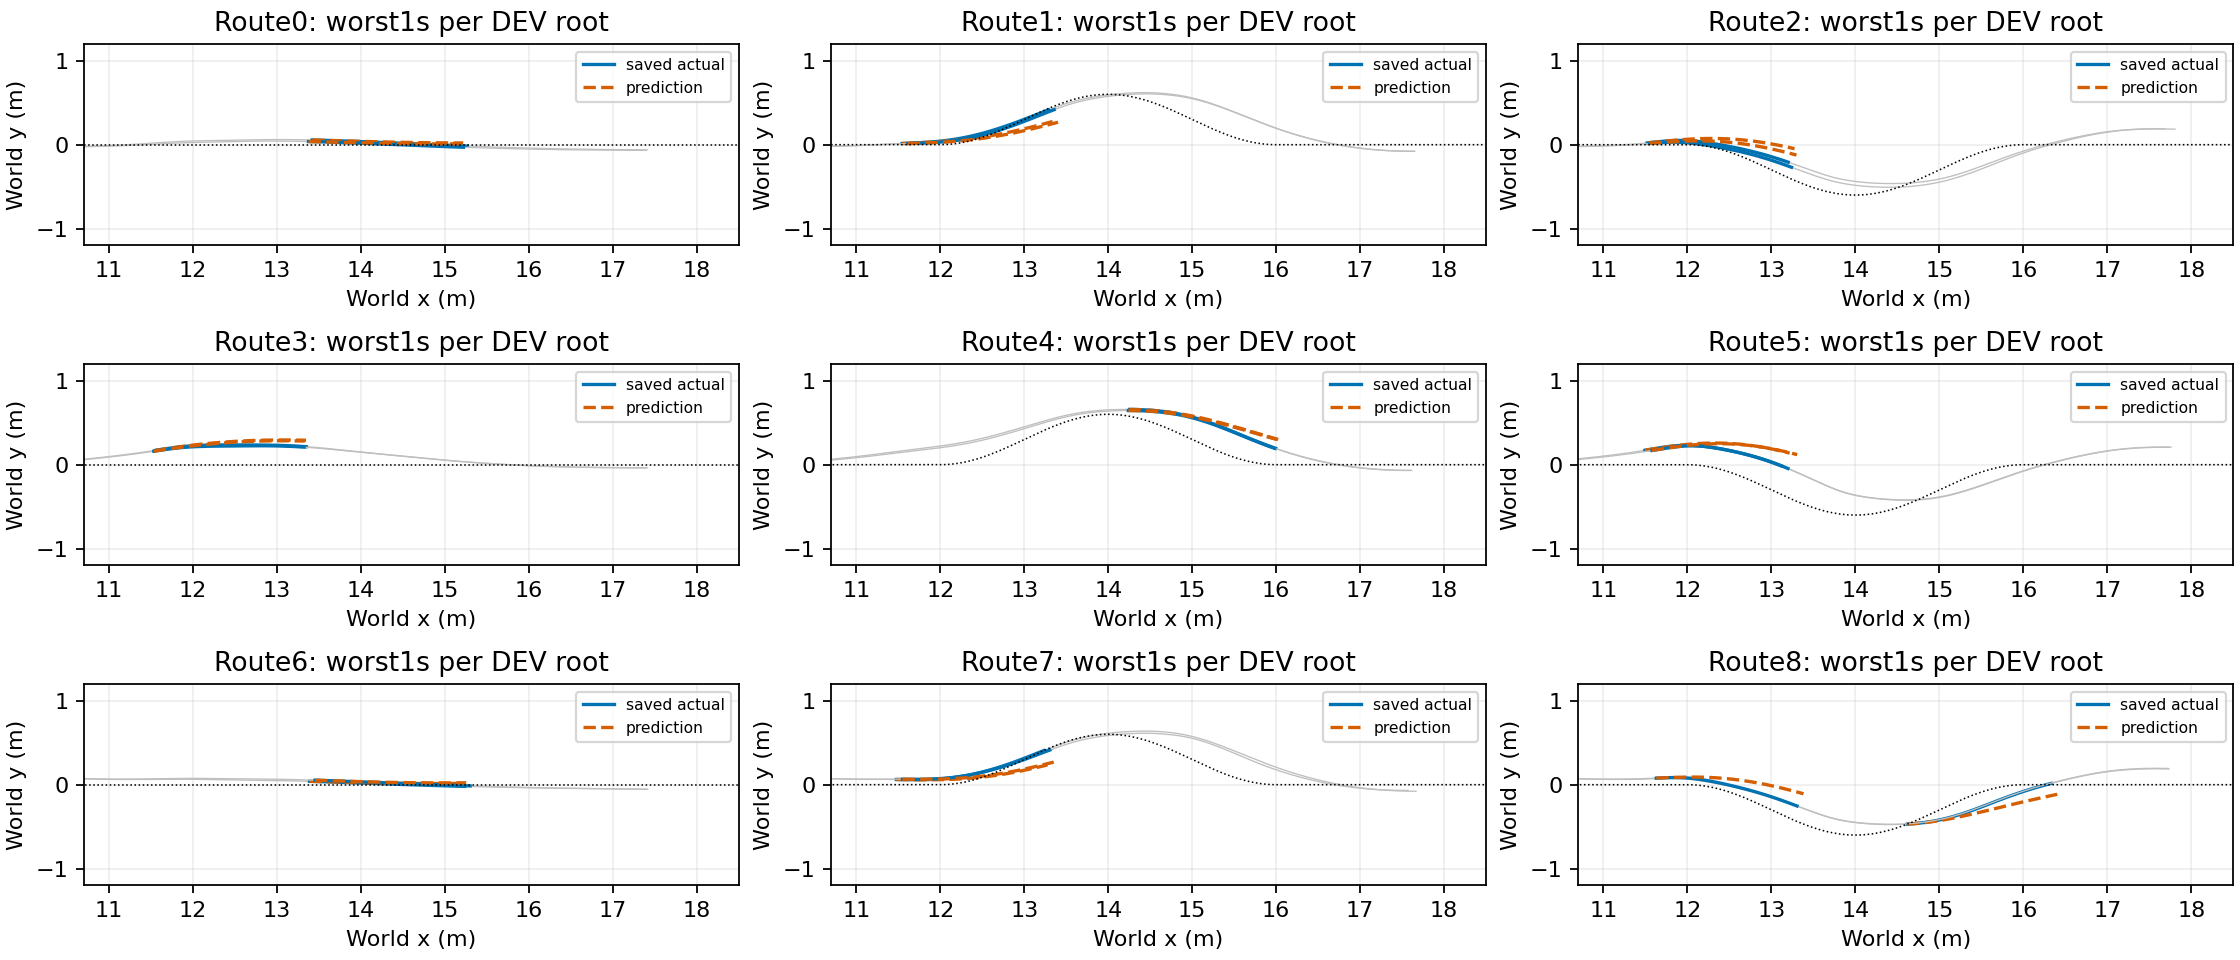 Route0: worst1s per DEV root
World y (m)
1
0
−1
saved actual
prediction
11 12 13 14 15 16 17 18
World x (m)
Route1: worst1s per DEV root
World y (m)
1
0
−1
saved actual
prediction
11 12 13 14 15 16 17 18
World x (m)
Route2: worst1s per DEV root
World y (m)
1
0
−1
saved actual
prediction
11 12 13 14 15 16 17 18
World x (m)
Route3: worst1s per DEV root
World y (m)
1
0
−1
saved actual
prediction
11 12 13 14 15 16 17 18
World x (m)
Route4: worst1s per DEV root
World y (m)
1
0
−1
saved actual
prediction
11 12 13 14 15 16 17 18
World x (m)
Route5: worst1s per DEV root
World y (m)
1
0
−1
saved actual
prediction
11 12 13 14 15 16 17 18
World x (m)
Route6: worst1s per DEV root
World y (m)
1
0
−1
saved actual
prediction
11 12 13 14 15 16 17 18
World x (m)
Route7: worst1s per DEV root
World y (m)
1
0
−1
saved actual
prediction
11 12 13 14 15 16 17 18
World x (m)
Route8: worst1s per DEV root
World y (m)
1
0
−1
saved actual
prediction
11 12 13 14 15 16 17 18
World x (m)